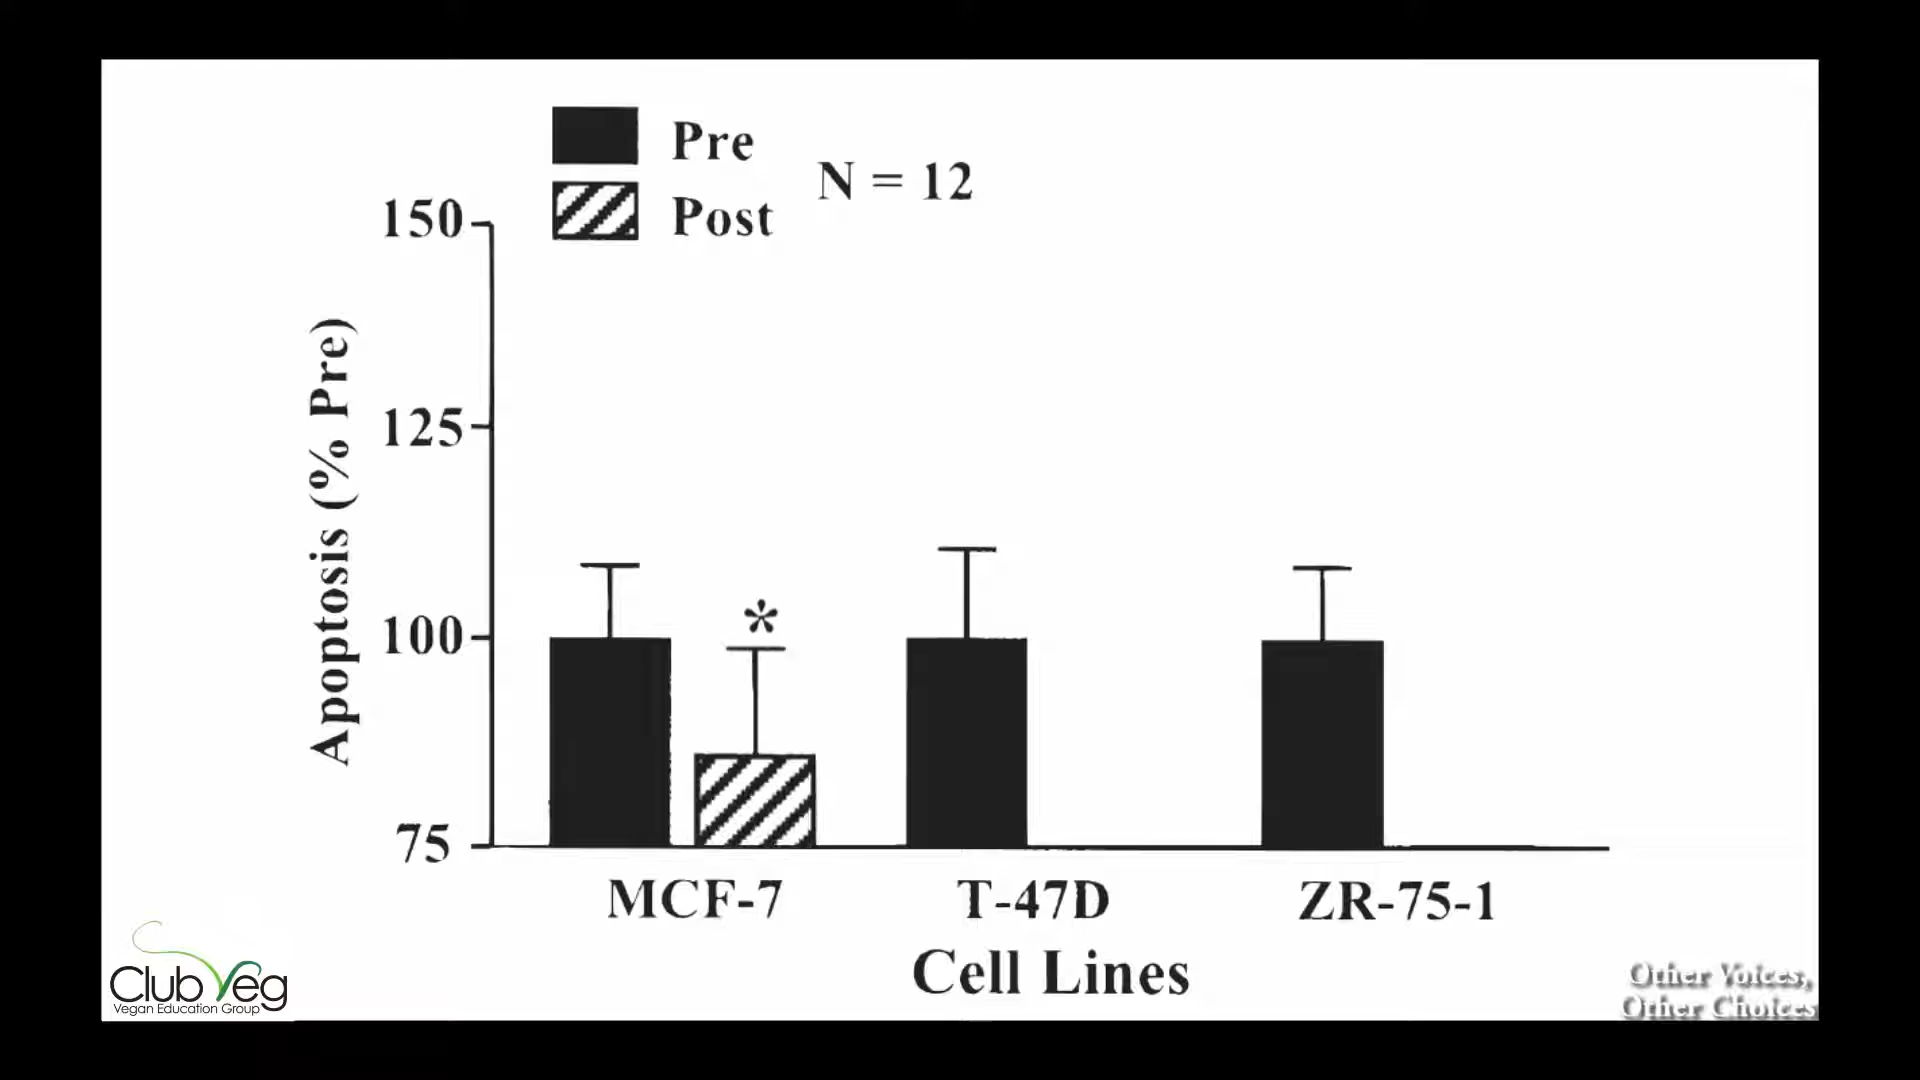 Pre
N = 12
Post
150
125
100
75
Apoptosis (% Pre)
*
MCF-7
T-47D
ZR-75-1
Cell Lines
Club Veg
Vegan Education Group
Other Voices,
Other Choices